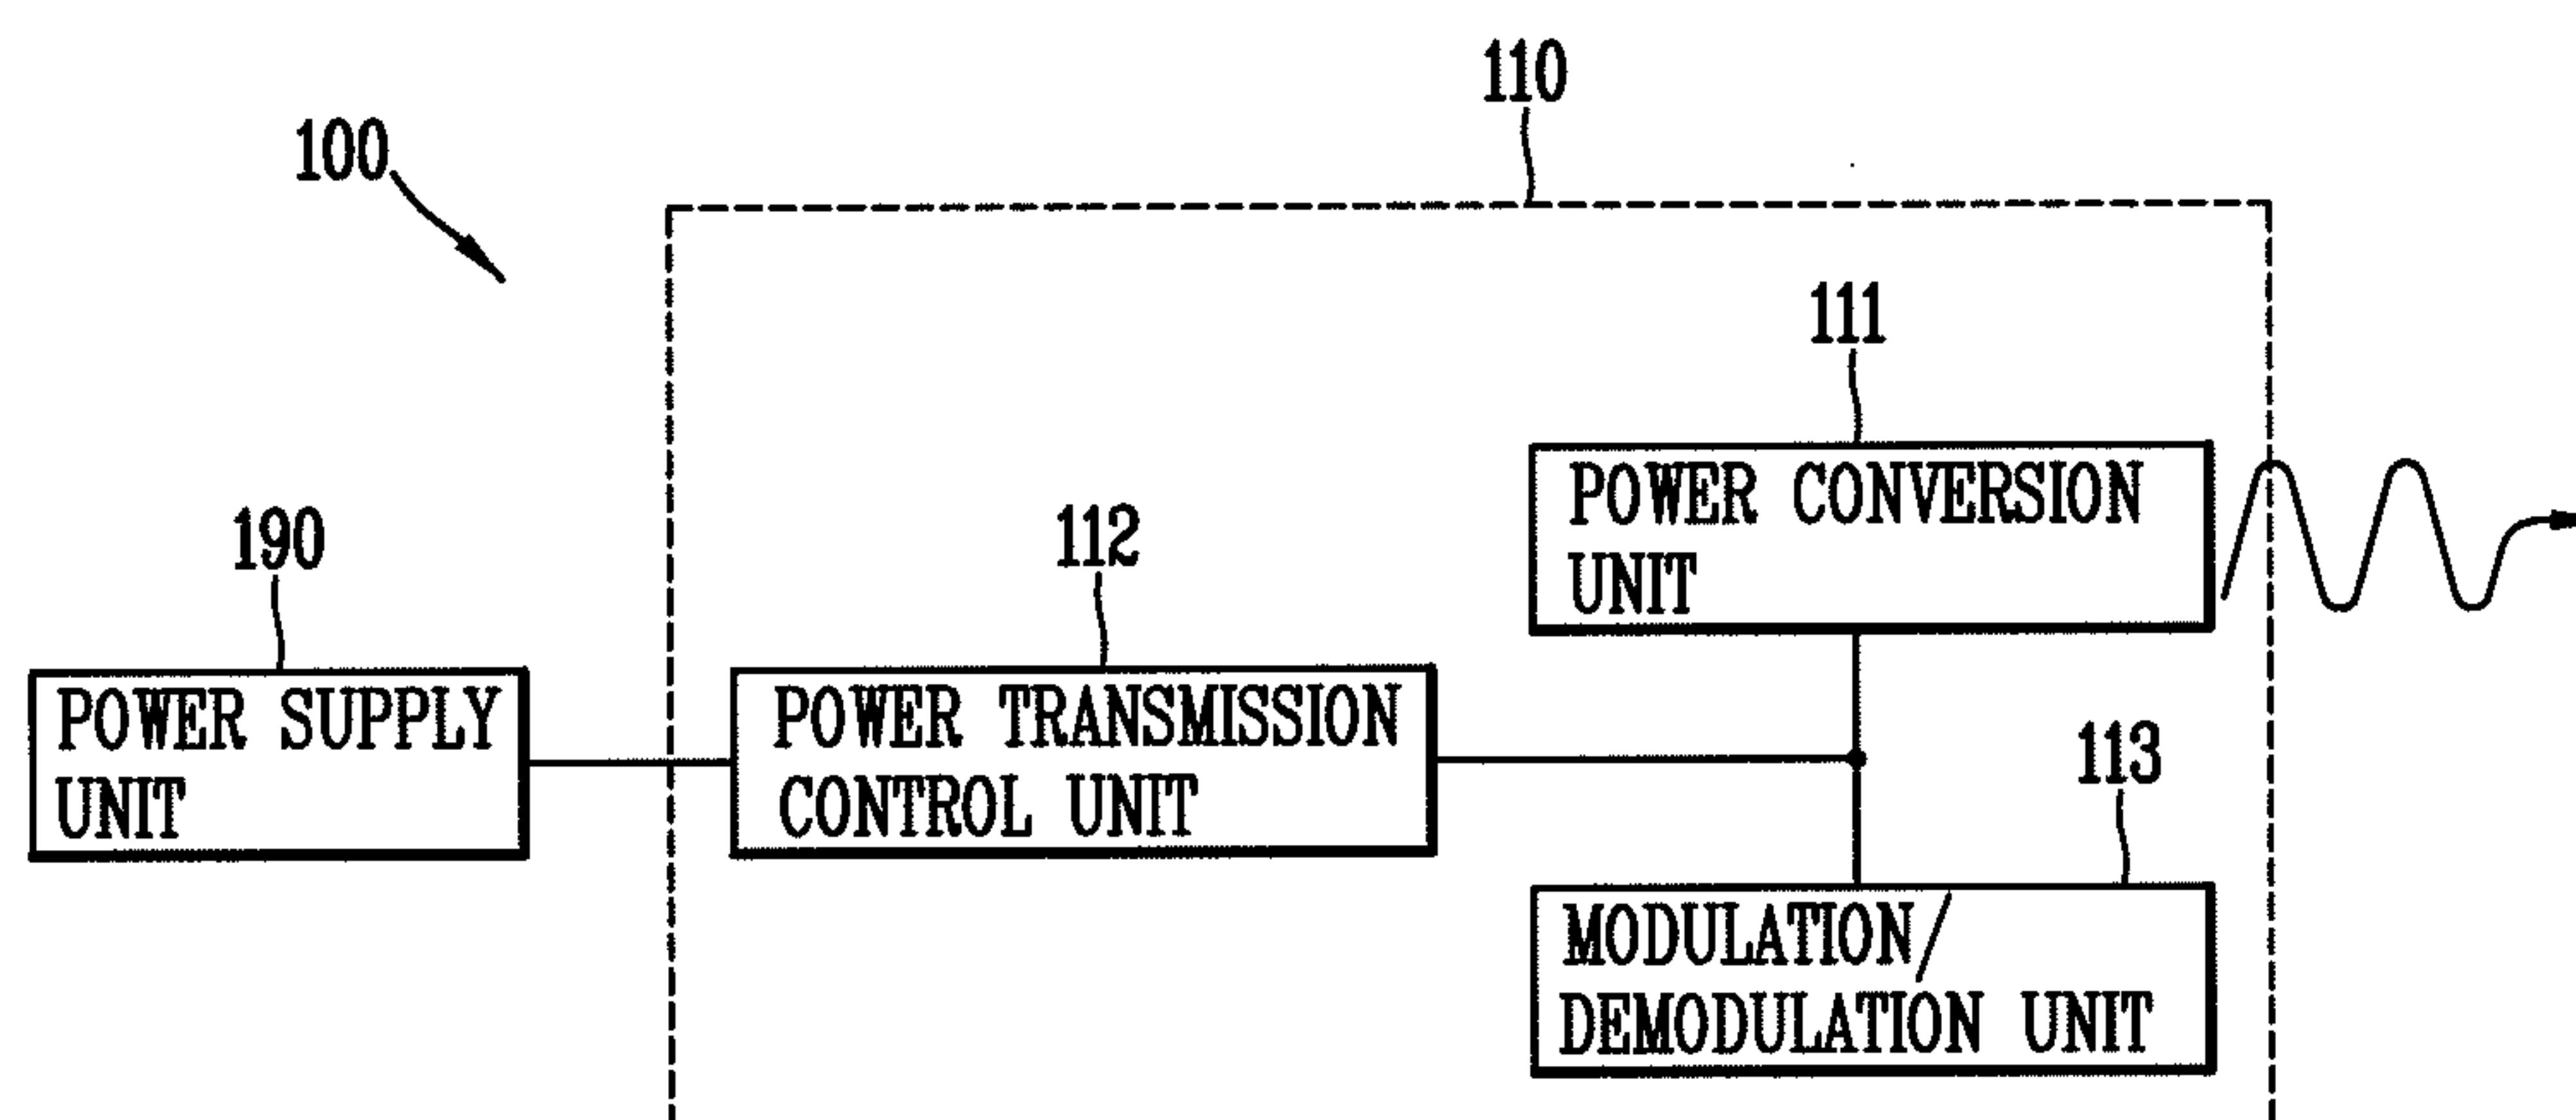 110
100
111
POWER CONVERSION
UNIT
190
112
POWER SUPPLY
UNIT
POWER TRANSMISSION
CONTROL UNIT
113
MODULATION/
DEMODULATION UNIT